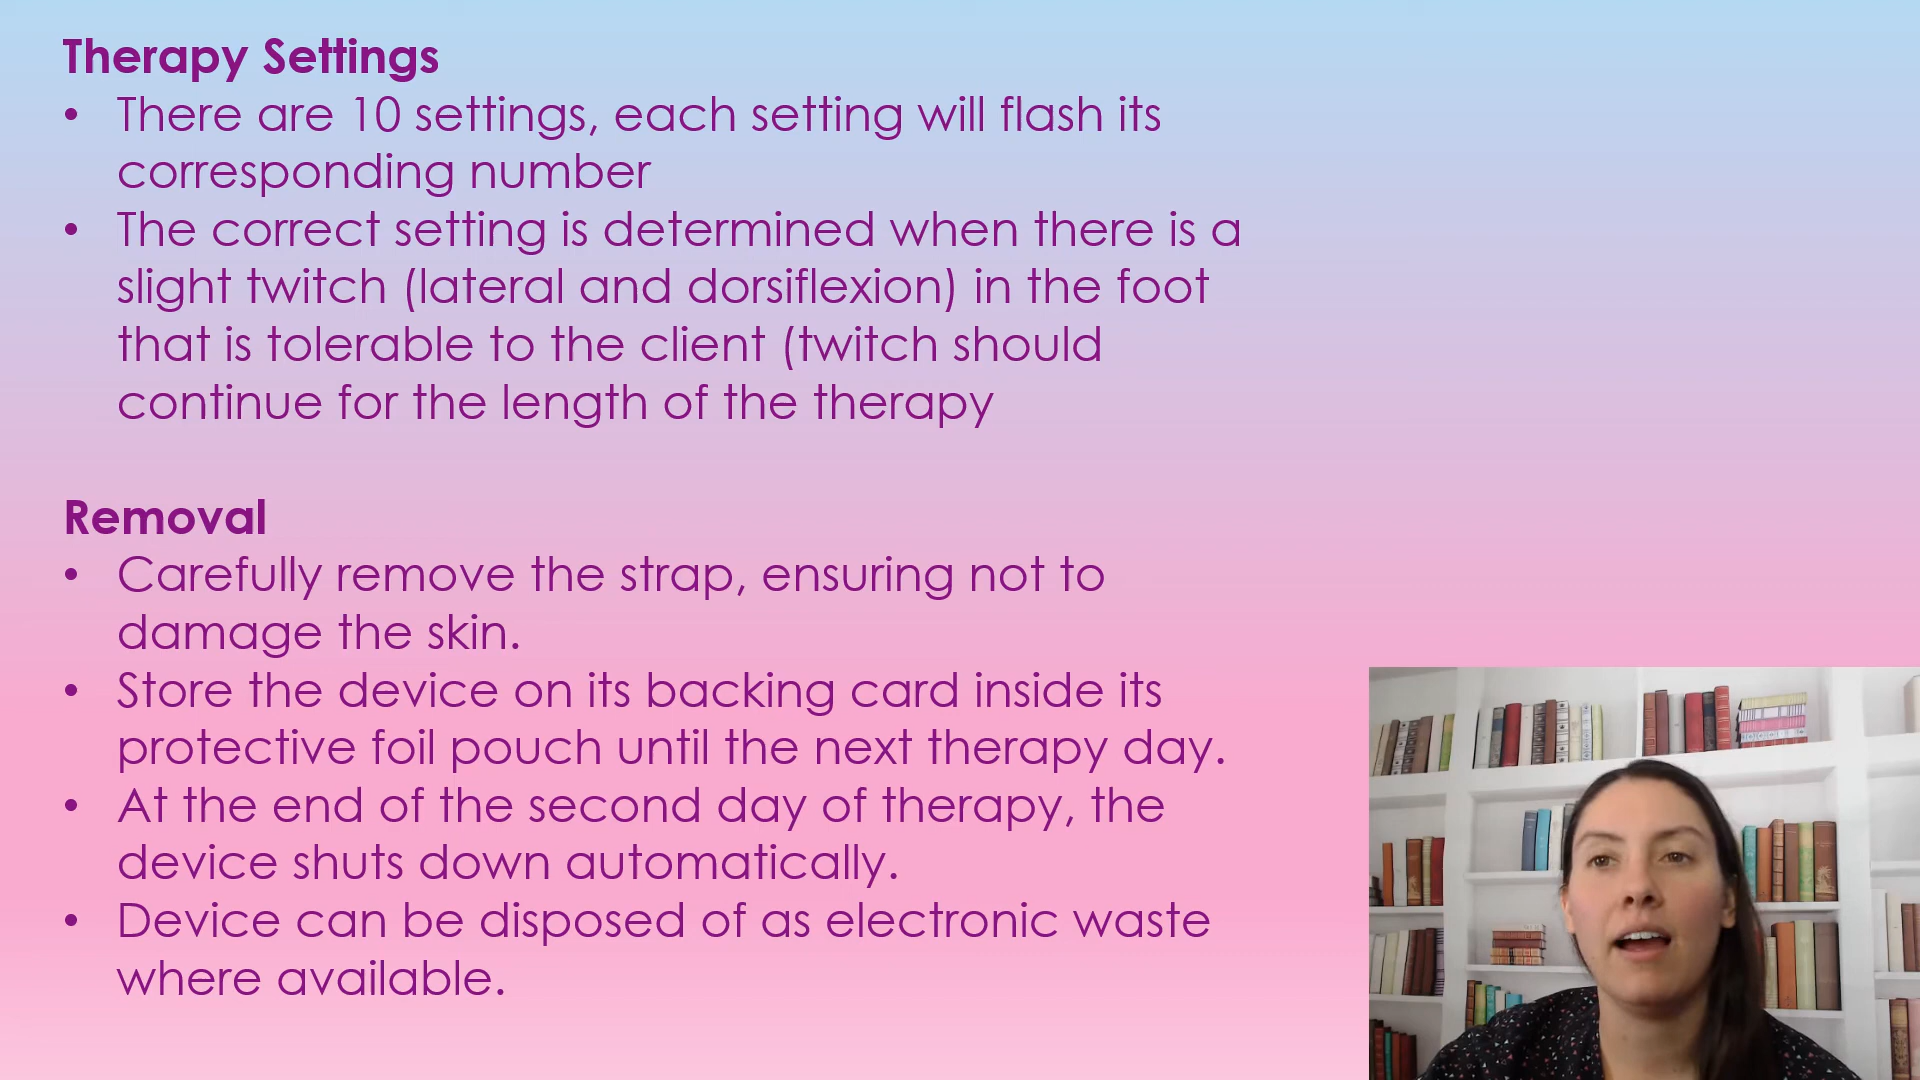 Therapy Settings
• There are 10 settings, each setting will flash its
corresponding number
• The correct setting is determined when there is a
slight twitch (lateral and dorsiflexion) in the foot
that is tolerable to the client (twitch should
continue for the length of the therapy
Removal
• Carefully remove the strap, ensuring not to
damage the skin.
• Store the device on its backing card inside its
protective foil pouch until the next therapy day.
• At the end of the second day of therapy, the
device shuts down automatically.
• Device can be disposed of as electronic waste
where available.